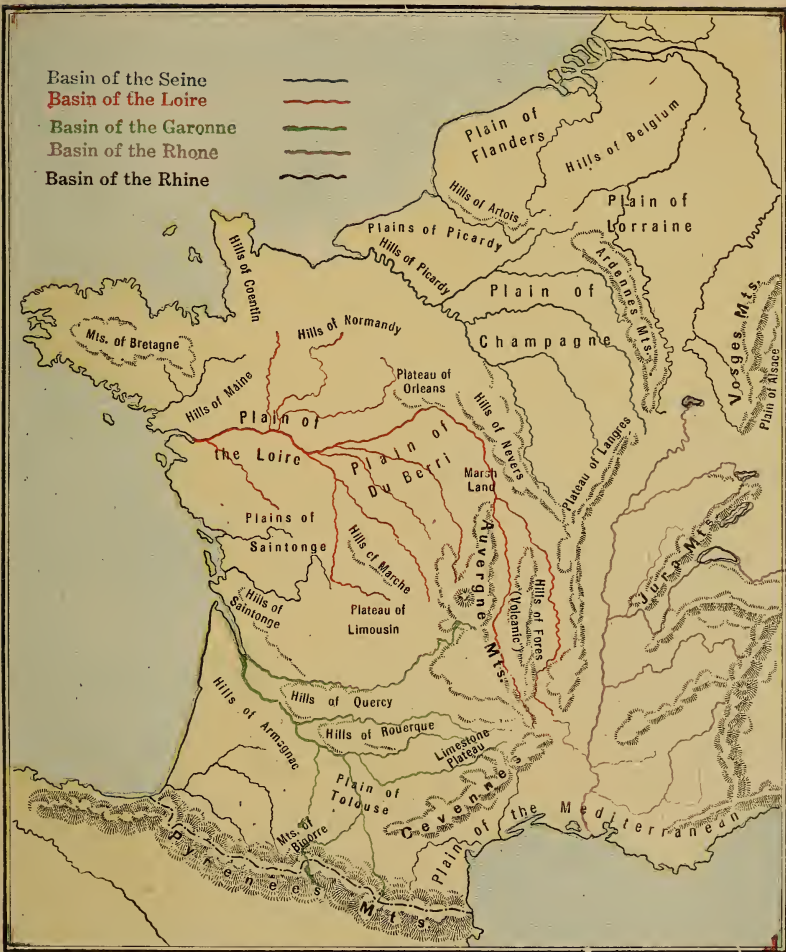 Basin of the Seine
Basin of the Loire
Basin of the Garonne
Basin of the Rhone
Basin of the Rhine
Plain of
Flanders
Hills of Belgium
Hills of Artois
Plain of
Lorraine
Plains of Picardy
Hills of Picardy
Hills of Coentin
Ardennes Mts.
Plain of
Champagne
Vosges Mts.
Plain of Alsace
Mts. of Bretagne
Hills of Normandy
Plateau of
Orleans
Hills of Maine
Hills of Nevers
Plateau of Langres
Plain of
the Loire
Plain of
Du Berri
Marsh
Land
Plains of
Saintonge
Hills of Marche
Auvergne
Mts.
Hills of Fores
(Volcanic")
Jura Mts.
Hills of
Saintonge
Plateau of
Limousin
Hills of Quercy
Hills of Armagnac
Hills of Rouerque
Limestone
Plateau
Plain of
Tolouse
Cevenne
Plain of the Mediterranean
Mts. of
Bigorre
Pyrenees Mts.